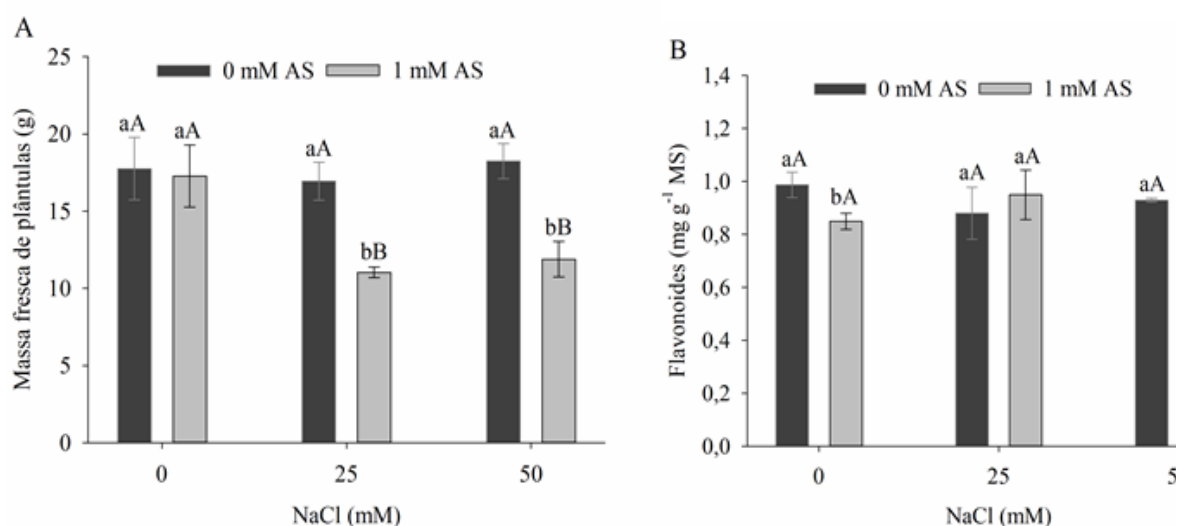 A
Massa fresca de plântulas (g)
25
20
15
10
5
0
0 mM AS
1 mM AS
aA
aA
aA
bB
aA
bB
0
25
50
NaCl (mM)
B
Flavonoides (mg g-1 MS)
1,4
1,2
1,0
0,8
0,6
0,4
0,2
0,0
0 mM AS
1 mM AS
aA
bA
aA
aA
aA
0
25
5
NaCl (mM)